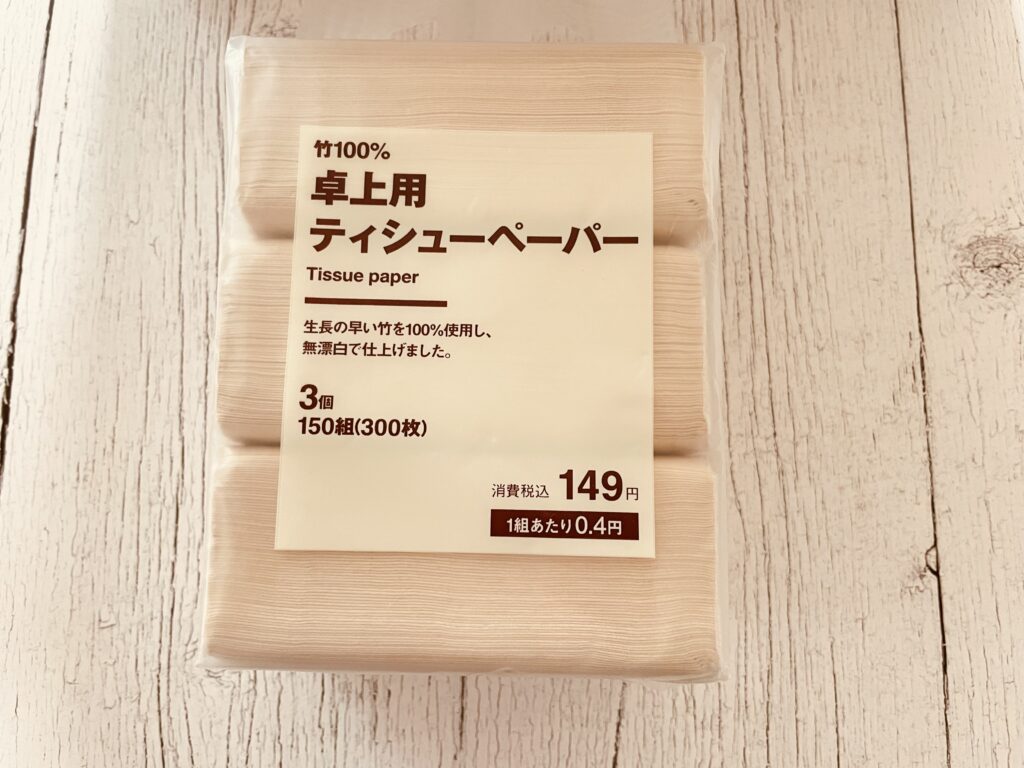 竹100%
卓上用
ティシューペーパー
Tissue paper
生長の早い竹を100%使用し、
無漂白で仕上げました。
3個
150組(300枚)
消費税込 149円
1組あたり0.4円